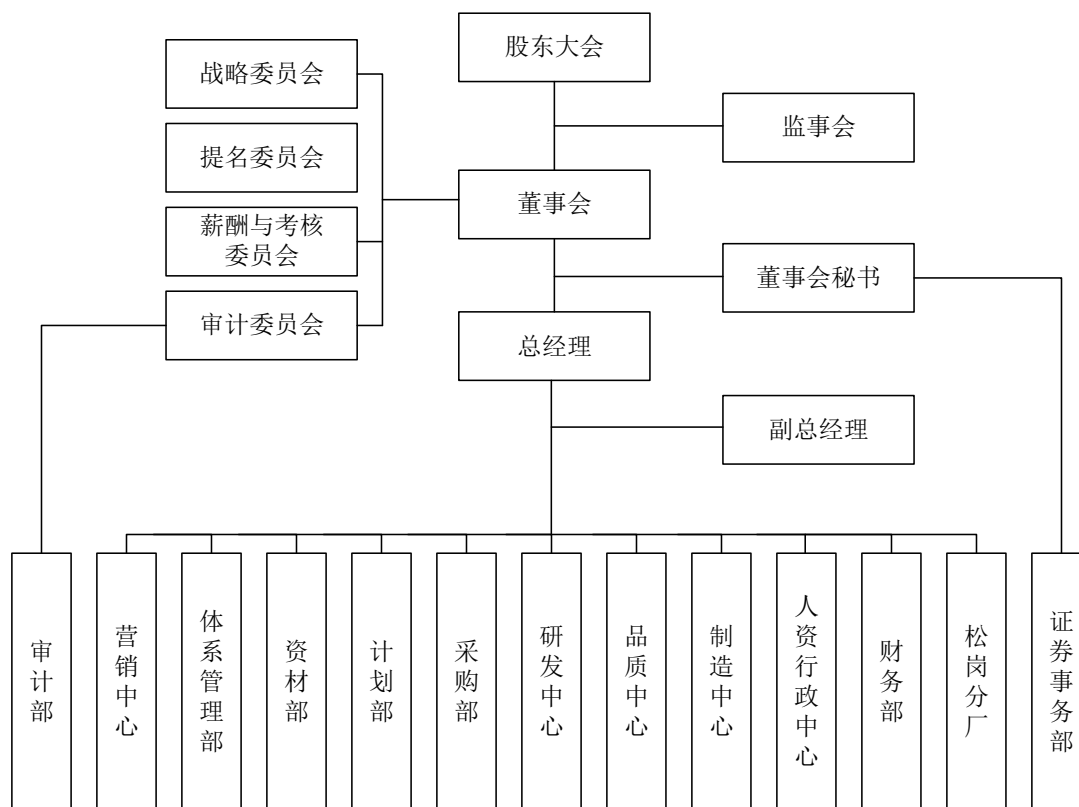 股东大会
战略委员会
监事会
提名委员会
董事会
薪酬与考核
委员会
董事会秘书
审计委员会
总经理
副总经理
审计部
营销中心
体系管理部
资材部
计划部
采购部
研发中心
品质中心
制造中心
人资行政中心
财务部
松岗分厂
证券事务部